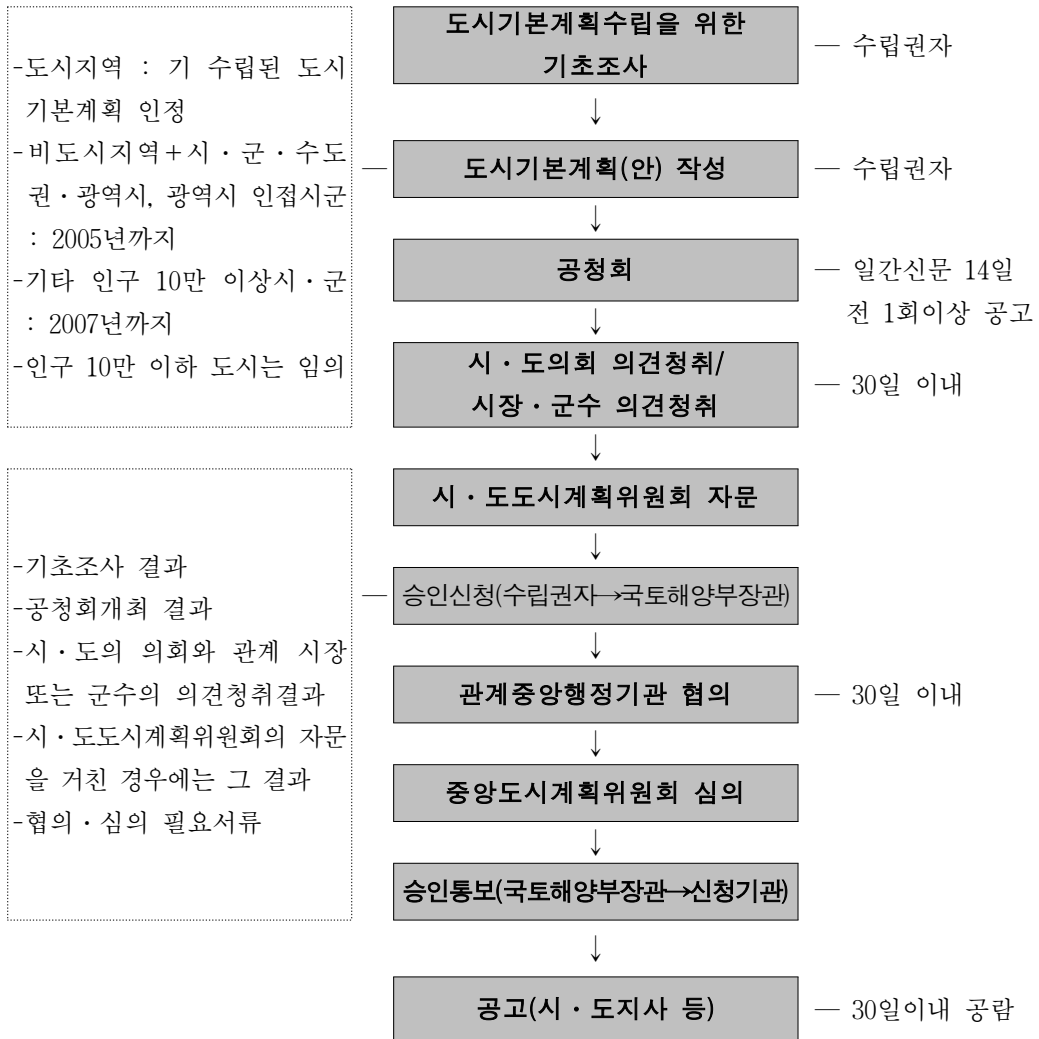 도시기본계획수립을 위한
기초조사
— 수립권자
-도시지역 : 기 수립된 도시
기본계획 인정
-비도시지역+시・군・수도
권・광역시, 광역시 인접시군
: 2005년까지
-기타 인구 10만 이상시・군
: 2007년까지
-인구 10만 이하 도시는 임의
↓
— 도시기본계획(안) 작성 — 수립권자
↓
공청회
— 일간신문 14일
전 1회이상 공고
↓
시・도의회 의견청취/
시장・군수 의견청취
— 30일 이내
↓
시・도도시계획위원회 자문
↓
-기초조사 결과
-공청회개최 결과
-시・도의 의회와 관계 시장
또는 군수의 의견청취결과
-시・도도시계획위원회의 자문
을 거친 경우에는 그 결과
-협의・심의 필요서류
— 승인신청(수립권자→국토해양부장관)
↓
관계중앙행정기관 협의 — 30일 이내
↓
중앙도시계획위원회 심의
↓
승인통보(국토해양부장관→신청기관)
↓
공고(시・도지사 등) — 30일이내 공람